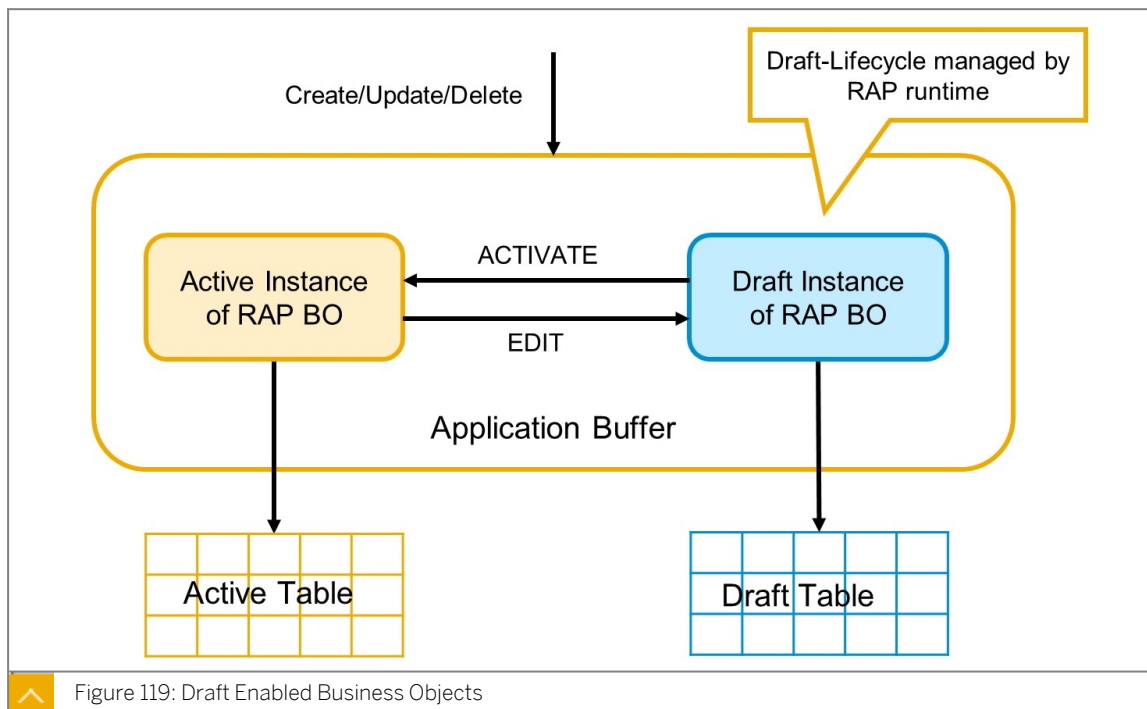 Create/Update/Delete
Draft-Lifecycle managed by
RAP runtime
Active Instance
of RAP BO
ACTIVATE
EDIT
Draft Instance
of RAP BO
Application Buffer
Active Table
Draft Table
Figure 119: Draft Enabled Business Objects